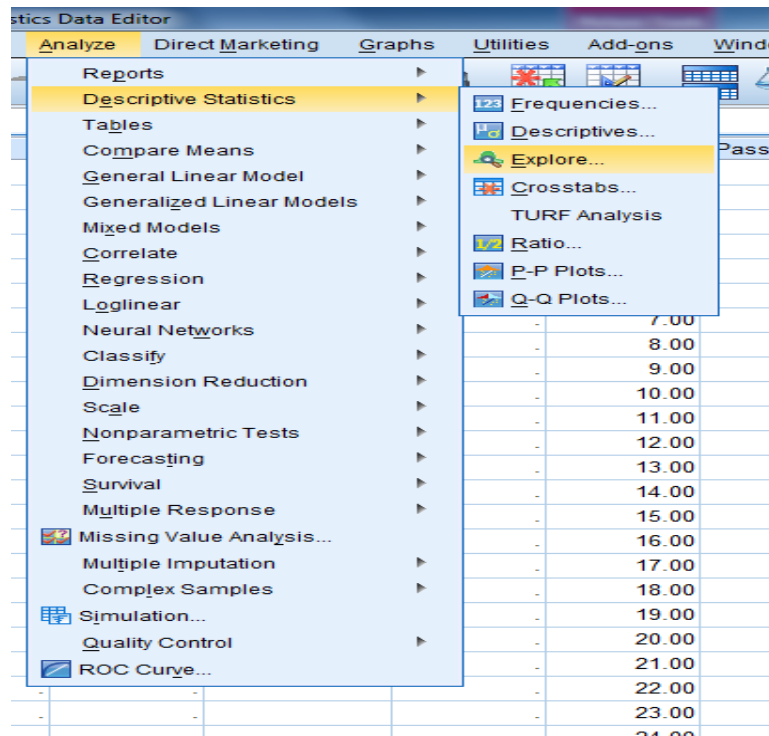 stics Data Editor
Analyze Direct Marketing Graphs Utilities Add-ons Wind
Reports
Descriptive Statistics
Tables
Compare Means
General Linear Model
Generalized Linear Models
Mixed Models
Correlate
Regression
Loglinear
Neural Networks
Classify
Dimension Reduction
Scale
Nonparametric Tests
Forecasting
Survival
Multiple Response
Missing Value Analysis...
Multiple Imputation
Complex Samples
Simulation...
Quality Control
ROC Curve...
123 Frequencies...
μσ Descriptives...
Explore...
Crosstabs...
TURF Analysis
1/2 Ratio...
P-P Plots...
Q-Q Plots...
Pass
7.00
8.00
9.00
10.00
11.00
12.00
13.00
14.00
15.00
16.00
17.00
18.00
19.00
20.00
21.00
22.00
23.00